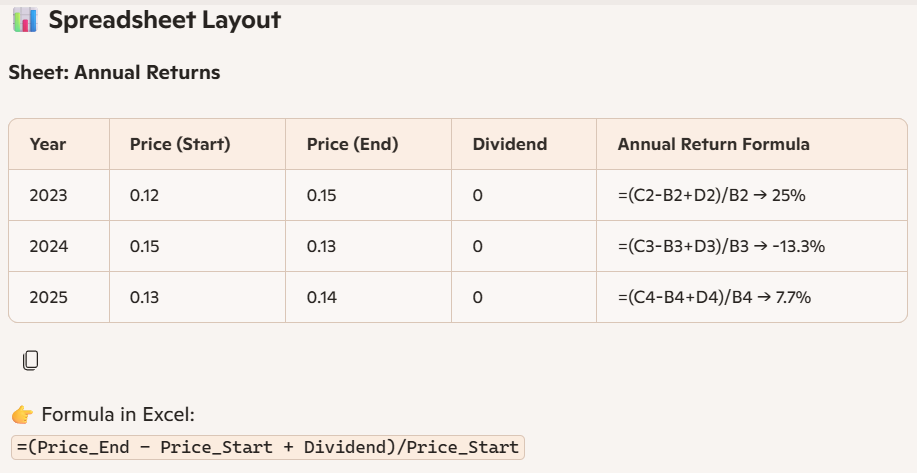 Spreadsheet Layout
Sheet: Annual Returns
Year Price (Start) Price (End) Dividend Annual Return Formula
2023 0.12 0.15 0 =(C2-B2+D2)/B2 → 25%
2024 0.15 0.13 0 =(C3-B3+D3)/B3 → -13.3%
2025 0.13 0.14 0 =(C4-B4+D4)/B4 → 7.7%
👉 Formula in Excel:
=(Price_End − Price_Start + Dividend)/Price_Start